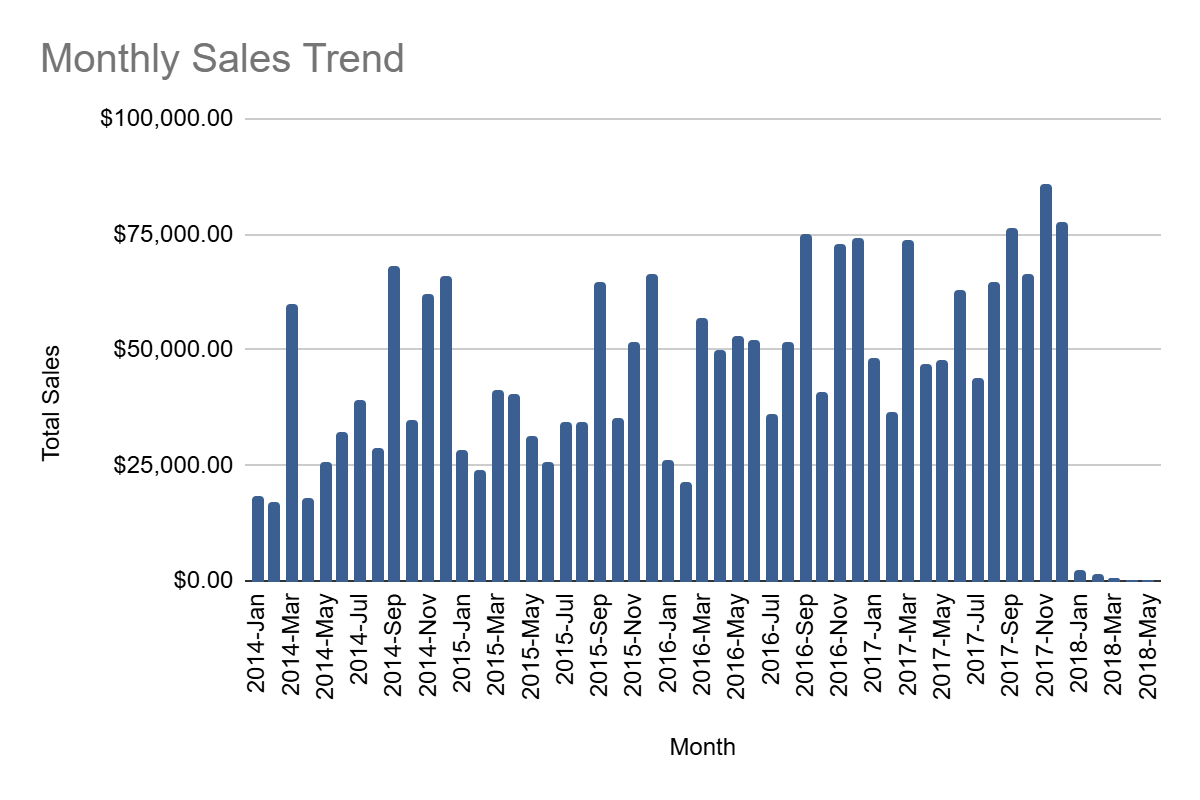 Monthly Sales Trend
$100,000.00
$75,000.00
$50,000.00
$25,000.00
$0.00
Total Sales
2014-Jan
2014-Mar
2014-May
2014-Jul
2014-Sep
2014-Nov
2015-Jan
2015-Mar
2015-May
2015-Jul
2015-Sep
2015-Nov
2016-Jan
2016-Mar
2016-May
2016-Jul
2016-Sep
2016-Nov
2017-Jan
2017-Mar
2017-May
2017-Jul
2017-Sep
2017-Nov
2018-Jan
2018-Mar
2018-May
Month